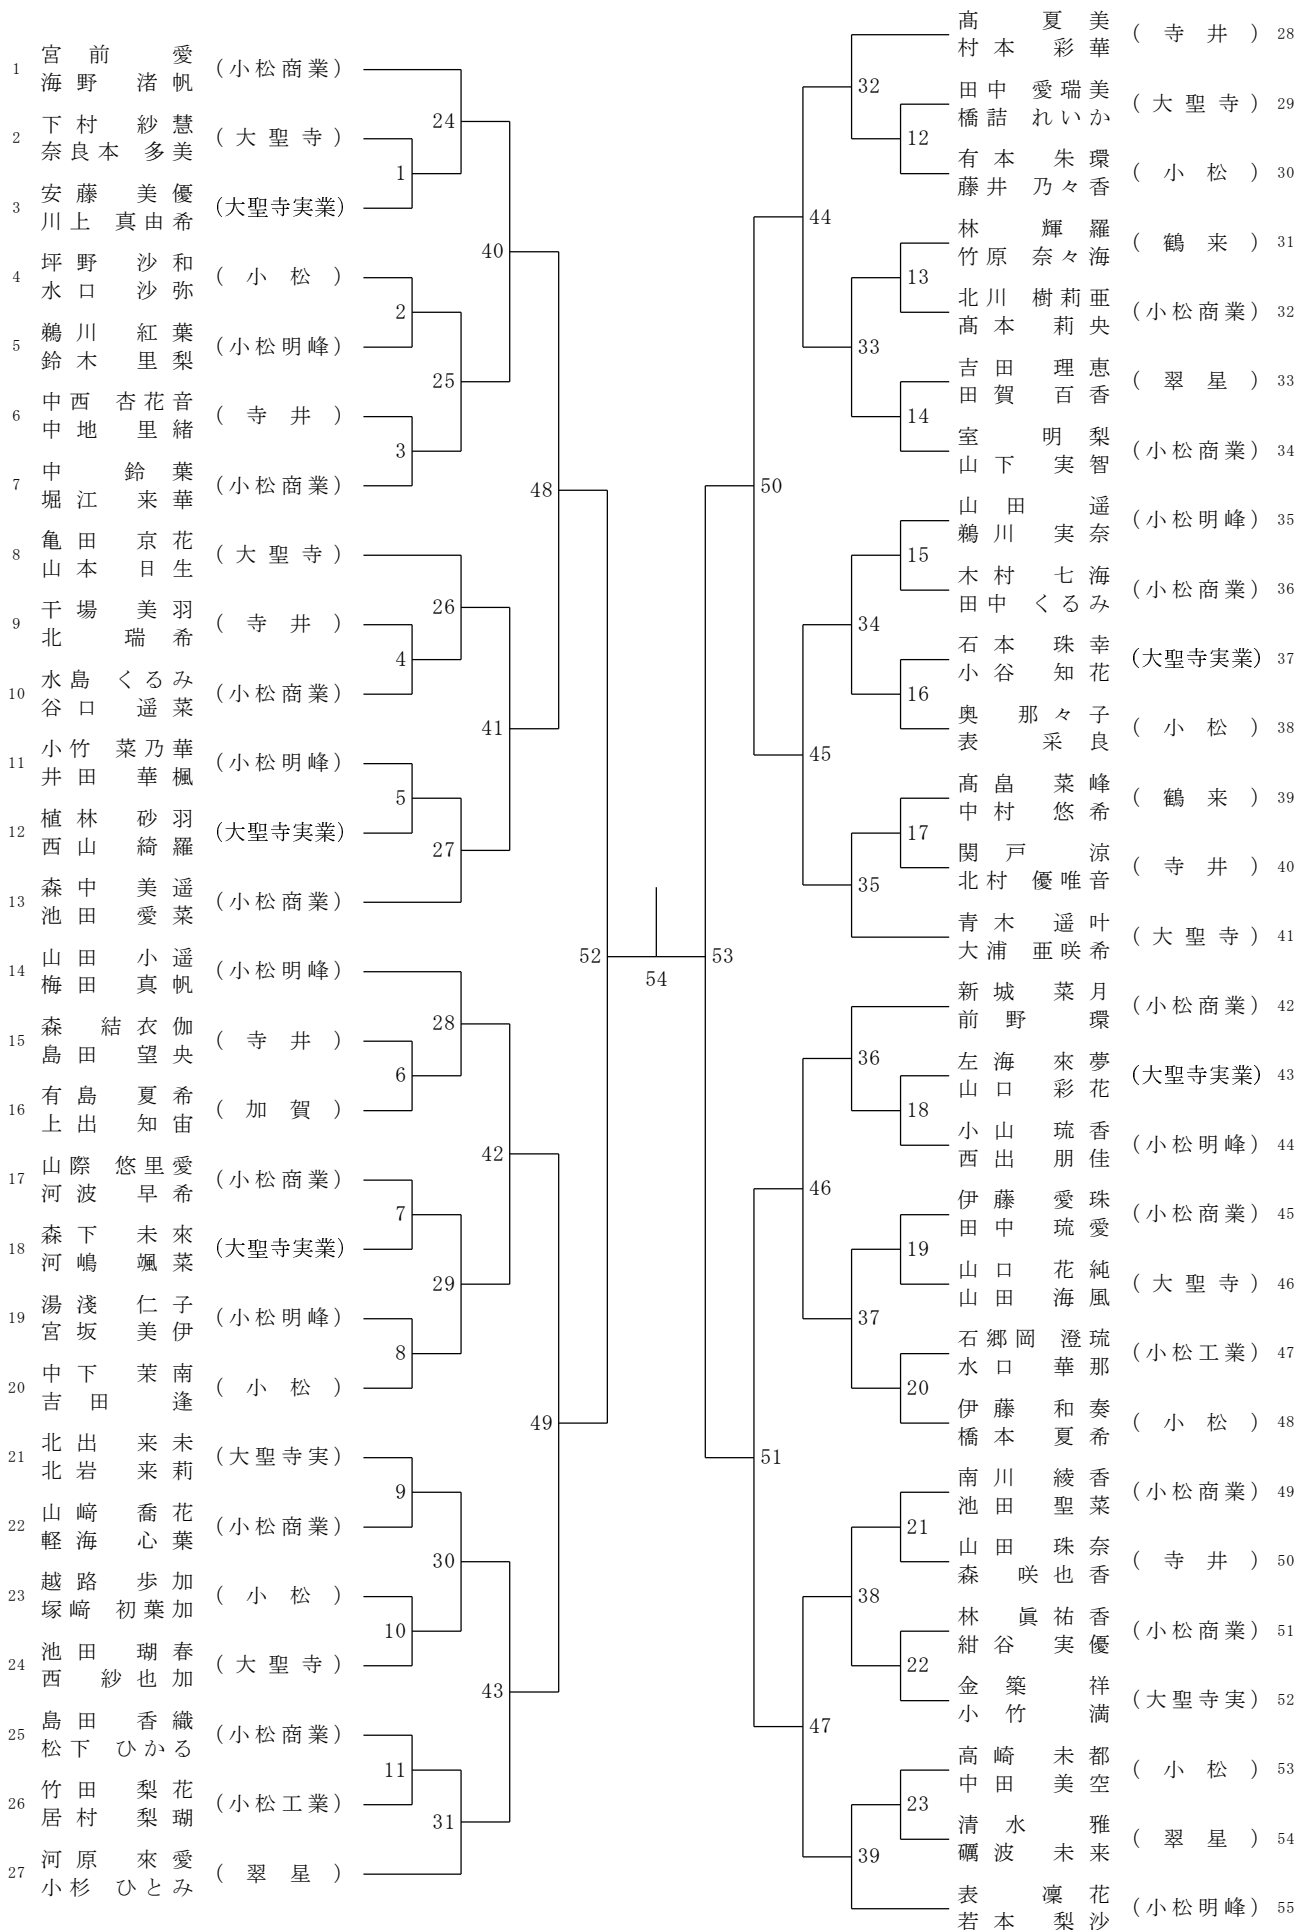 1 宮前 愛 (小松商業)
海野 渚帆
2 下村 紗慧 (大聖寺)
奈良本 多美
3 安藤 美優 (大聖寺実業)
川上 真由希
4 坪野 沙和 (小松)
水口 沙弥
5 鵜川 紅葉 (小松明峰)
鈴木 里梨
6 中西 杏花音 (寺井)
中地 里緒
7 中 鈴葉 (小松商業)
堀江 来華
8 亀田 京花 (大聖寺)
山本 日生
9 干場 美羽 (寺井)
北 瑞希
10 水島 くるみ (小松商業)
谷口 遥菜
11 小竹 菜乃華 (小松明峰)
井田 華楓
12 植林 砂羽 (大聖寺実業)
西山 綺羅
13 森中 美遥 (小松商業)
池田 愛菜
14 山田 小遥 (小松明峰)
梅田 真帆
15 森 結衣伽 (寺井)
島田 望央
16 有島 夏希 (加賀)
上出 知宙
17 山際 悠里愛 (小松商業)
河波 早希
18 森下 未來 (大聖寺実業)
河嶋 颯菜
19 湯淺 仁子 (小松明峰)
宮坂 美伊
20 中下 茉南 (小松)
吉田 逢
21 北出 来未 (大聖寺実)
北岩 来莉
22 山﨑 喬花 (小松商業)
軽海 心葉
23 越路 歩加 (小松)
塚﨑 初葉加
24 池田 瑚春 (大聖寺)
西 紗也加
25 島田 香織 (小松商業)
松下 ひかる
26 竹田 梨花 (小松工業)
居村 梨瑚
27 河原 來愛 (翠星)
小杉 ひとみ
24
1
40
2
25
3
48
26
4
41
5
27
52
28
6
42
7
29
8
49
9
30
10
43
11
31
54
53
32
12
44
13
33
14
50
15
34
16
45
17
35
36
18
46
19
37
20
51
21
38
22
47
23
39
髙 夏美 (寺井) 28
村本 彩華
田中 愛瑞美 (大聖寺) 29
橋詰 れいか
有本 朱環 (小松) 30
藤井 乃々香
林 輝羅 (鶴来) 31
竹原 奈々海
北川 樹莉亜 (小松商業) 32
髙本 莉央
吉田 理恵 (翠星) 33
田賀 百香
室 明梨 (小松商業) 34
山下 実智
山田 遥 (小松明峰) 35
鵜川 実奈
木村 七海 (小松商業) 36
田中 くるみ
石本 珠幸 (大聖寺実業) 37
小谷 知花
奥 那々子 (小松) 38
表 采良
髙畠 菜峰 (鶴来) 39
中村 悠希
関戸 涼 (寺井) 40
北村 優唯音
青木 遥叶 (大聖寺) 41
大浦 亜咲希
新城 菜月 (小松商業) 42
前野 環
左海 來夢 (大聖寺実業) 43
山口 彩花
小山 琉香 (小松明峰) 44
西出 朋佳
伊藤 愛珠 (小松商業) 45
田中 琉愛
山口 花純 (大聖寺) 46
山田 海風
石郷岡 澄琉 (小松工業) 47
水口 華那
伊藤 和奏 (小松) 48
橋本 夏希
南川 綾香 (小松商業) 49
池田 聖菜
山田 珠奈 (寺井) 50
森 咲也香
林 眞祐香 (小松商業) 51
紺谷 実優
金築 祥 (大聖寺実) 52
小竹 満
高崎 未都 (小松) 53
中田 美空
清水 雅 (翠星) 54
礪波 未来
表 凜花 (小松明峰) 55
若本 梨沙